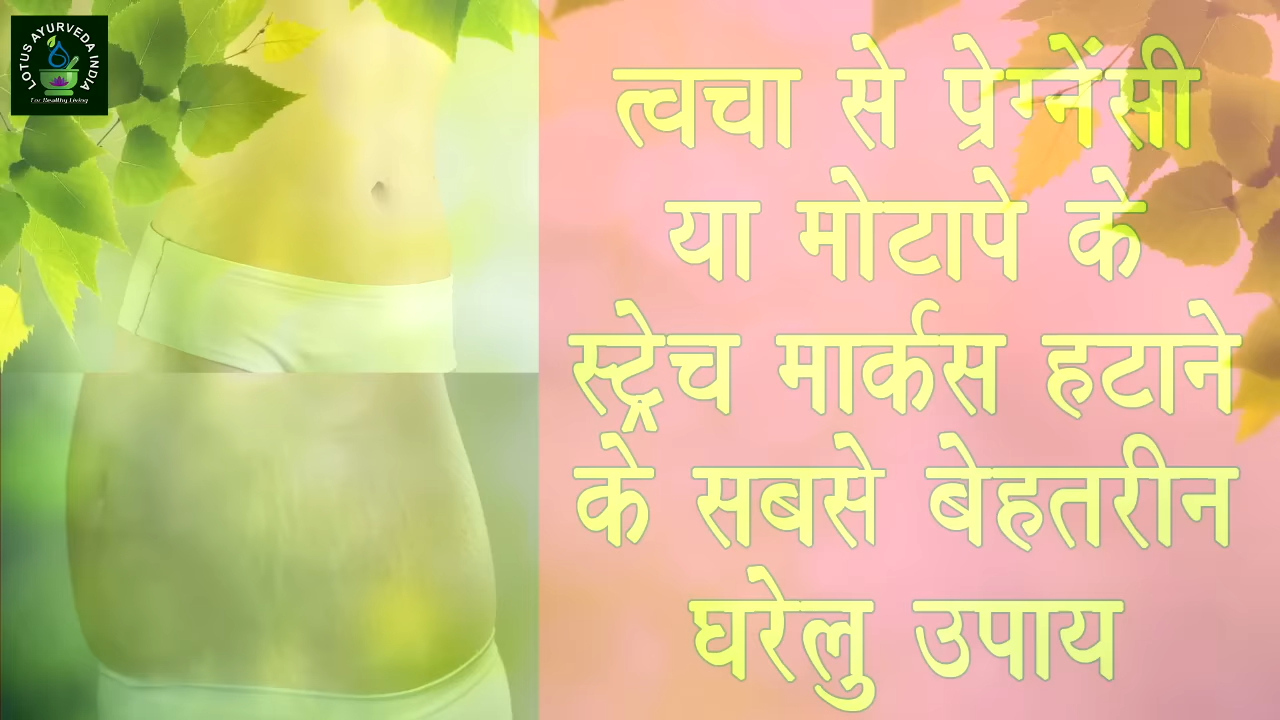 LOTUS AYURVEDA INDIA
For Healthy Living
त्वचा से प्रेग्नेंसी
या मोटापे के
स्ट्रेच मार्कस हटाने
के सबसे बेहतरीन
घरेलु उपाय